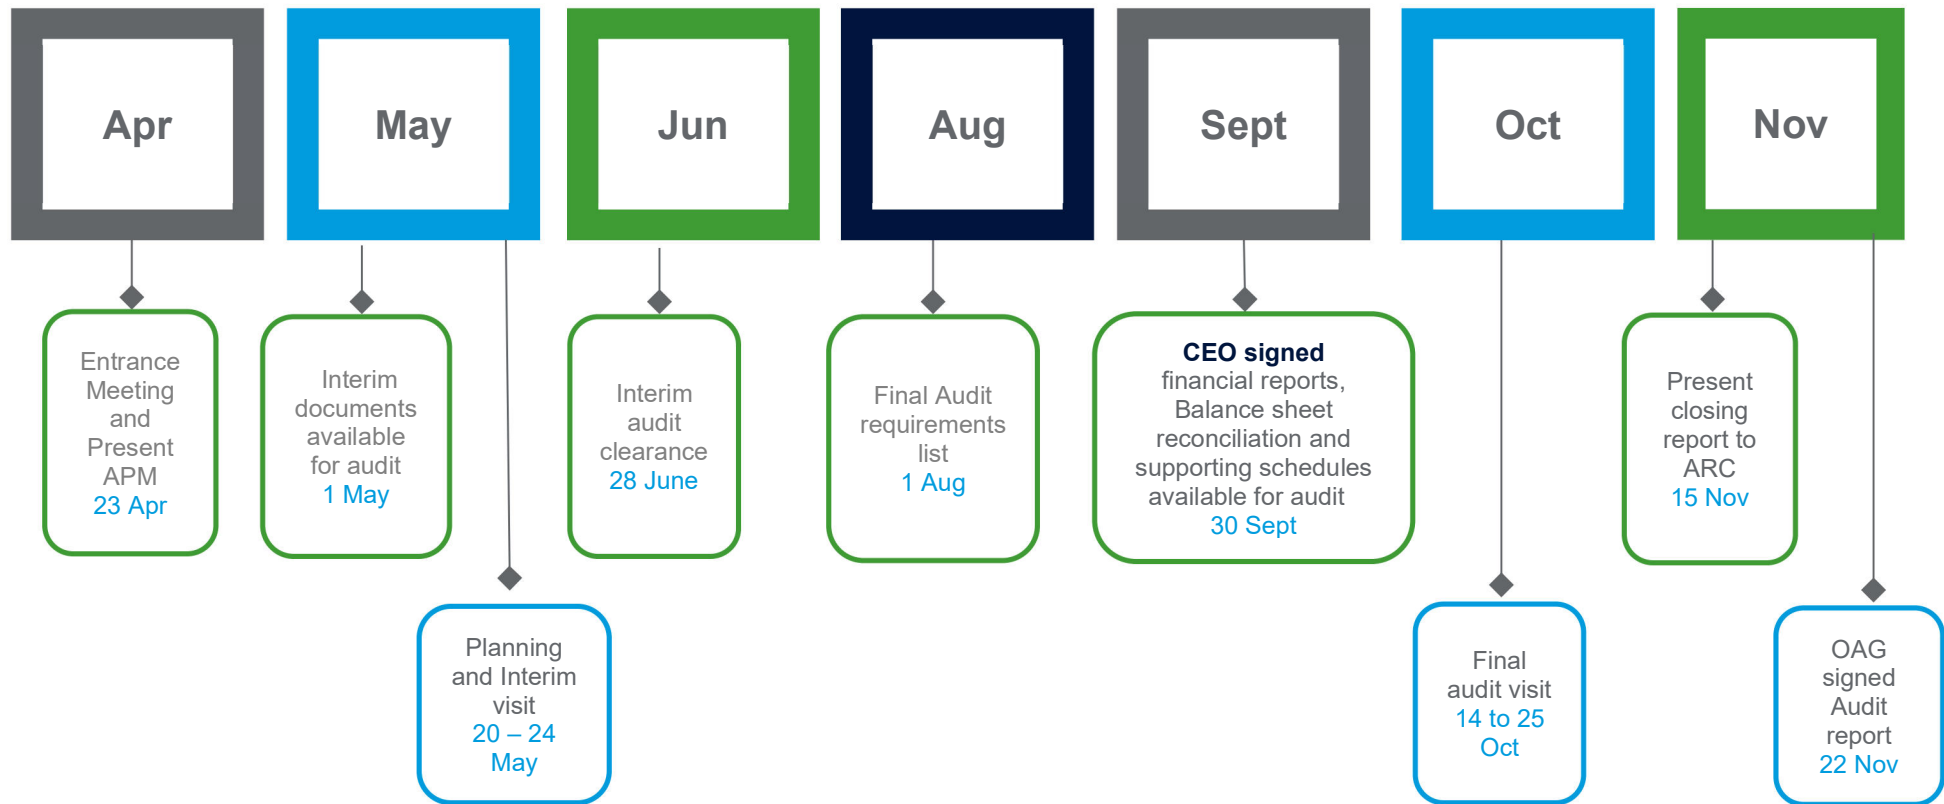 Apr
May
Jun
Aug
Sept
Oct
Nov
Entrance
Meeting
and
Present
APM
23 Apr
Interim
documents
available
for audit
1 May
Interim
audit
clearance
28 June
Final Audit
requirements
list
1 Aug
CEO signed
financial reports,
Balance sheet
reconciliation and
supporting schedules
available for audit
30 Sept
Present
closing
report to
ARC
15 Nov
Planning
and Interim
visit
20 – 24
May
Final
audit visit
14 to 25
Oct
OAG
signed
Audit
report
22 Nov